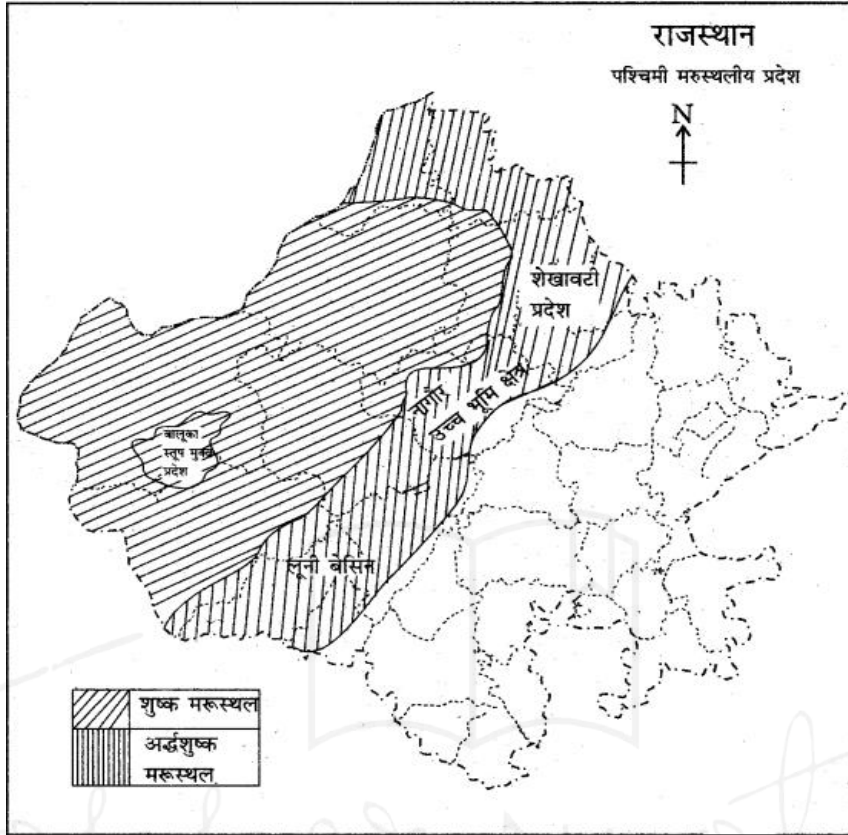 राजस्थान
पश्चिमी मरुस्थलीय प्रदेश
N
शेखावटी
प्रदेश
नागौर
उच्च भूमि क्षेत्र
बालूका
स्तूप मुक्त
प्रदेश
लूनी बेसिन
शुष्क मरूस्थल
अर्द्धशुष्क
मरूस्थल